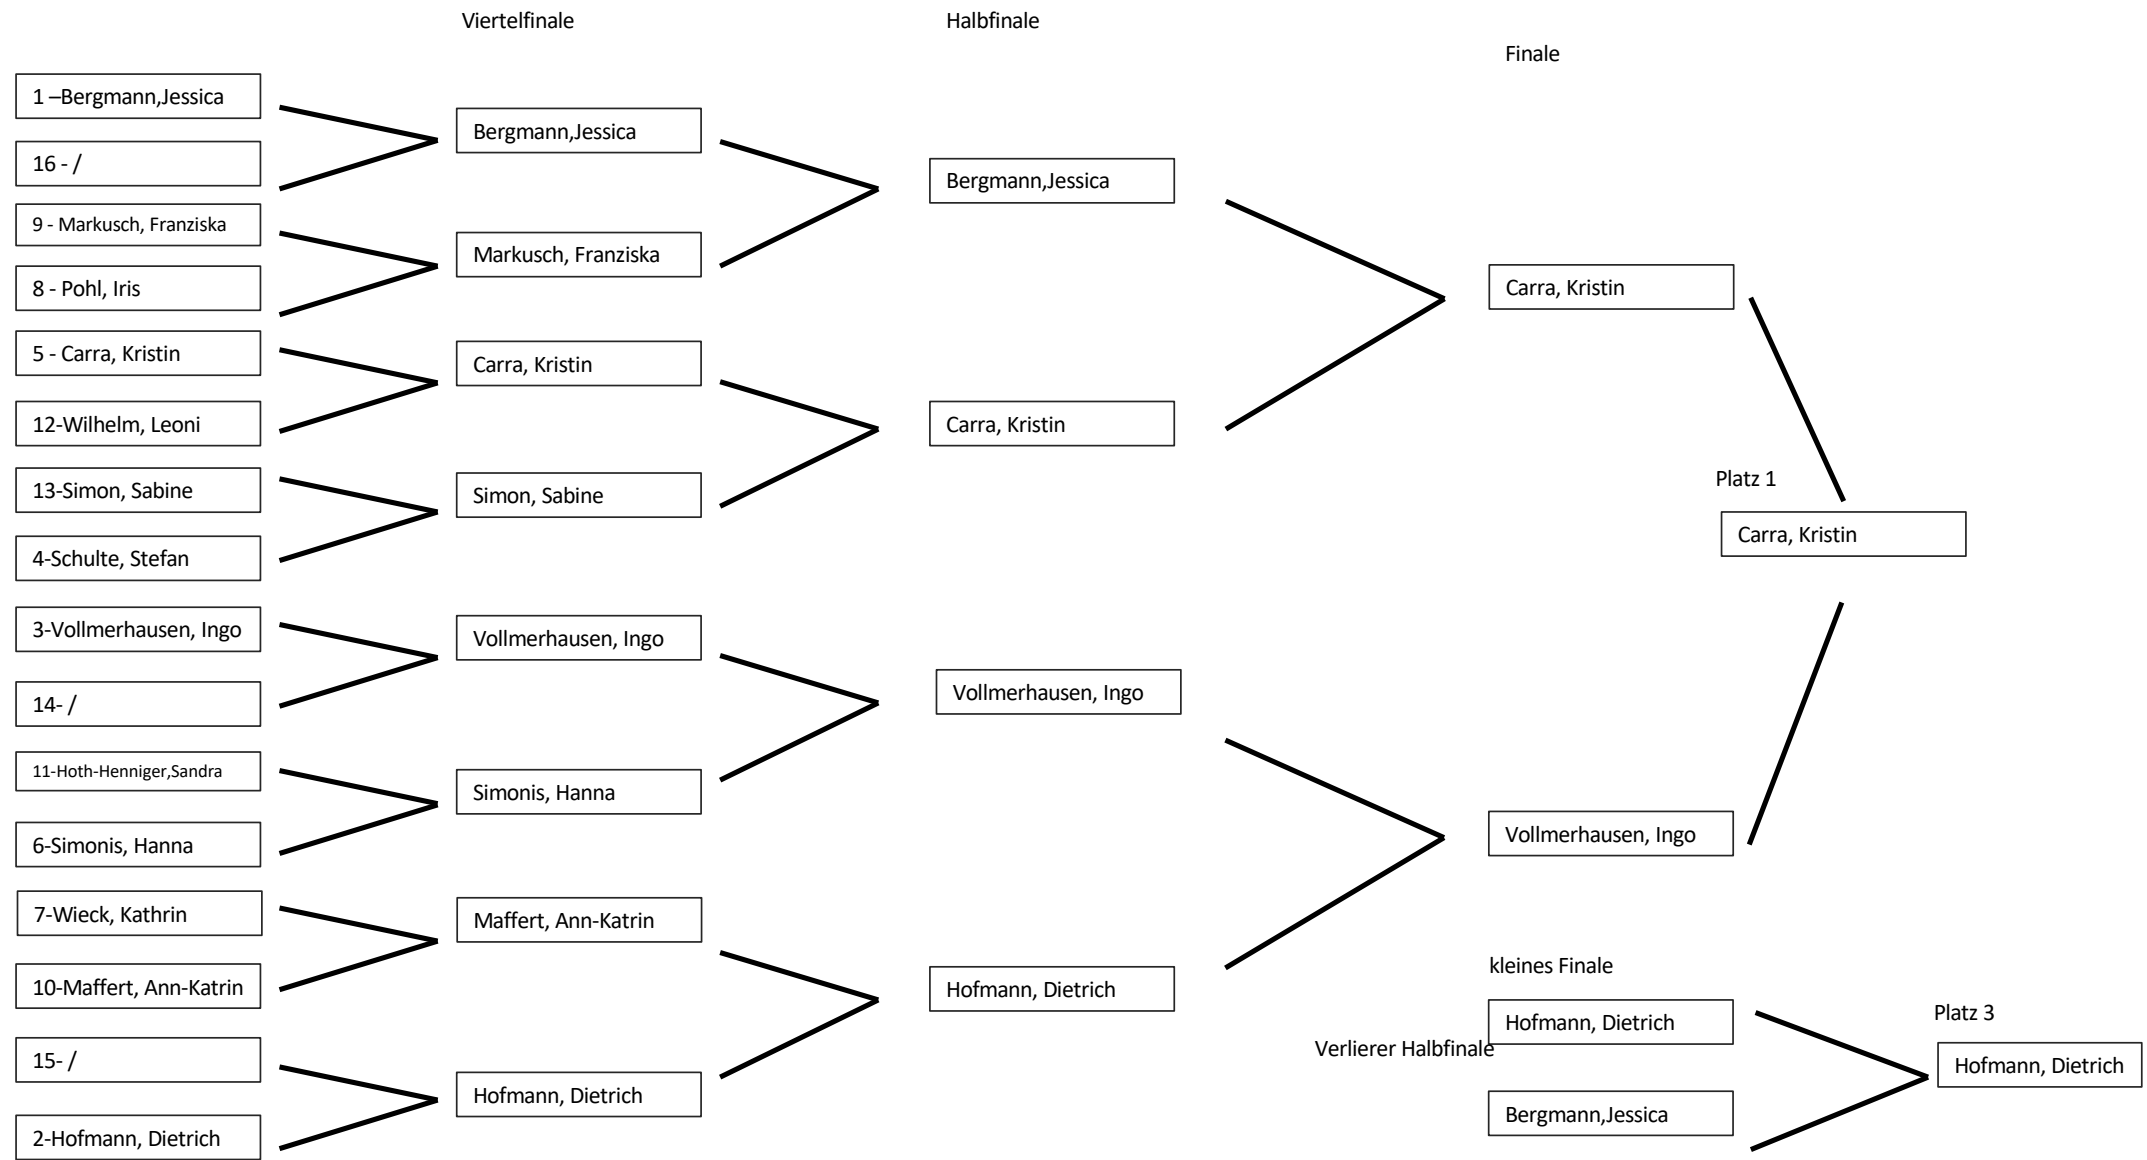 Viertelfinale
Halbfinale
Finale
1 –Bergmann,Jessica
16 - /
9 - Markusch, Franziska
8 - Pohl, Iris
5 - Carra, Kristin
12-Wilhelm, Leoni
13-Simon, Sabine
4-Schulte, Stefan
3-Vollmerhausen, Ingo
14- /
11-Hoth-Henniger,Sandra
6-Simonis, Hanna
7-Wieck, Kathrin
10-Maffert, Ann-Katrin
15- /
2-Hofmann, Dietrich
Bergmann,Jessica
Markusch, Franziska
Carra, Kristin
Simon, Sabine
Vollmerhausen, Ingo
Simonis, Hanna
Maffert, Ann-Katrin
Hofmann, Dietrich
Bergmann,Jessica
Carra, Kristin
Vollmerhausen, Ingo
Hofmann, Dietrich
Carra, Kristin
Vollmerhausen, Ingo
Platz 1
Carra, Kristin
kleines Finale
Verlierer Halbfinale
Hofmann, Dietrich
Bergmann,Jessica
Platz 3
Hofmann, Dietrich